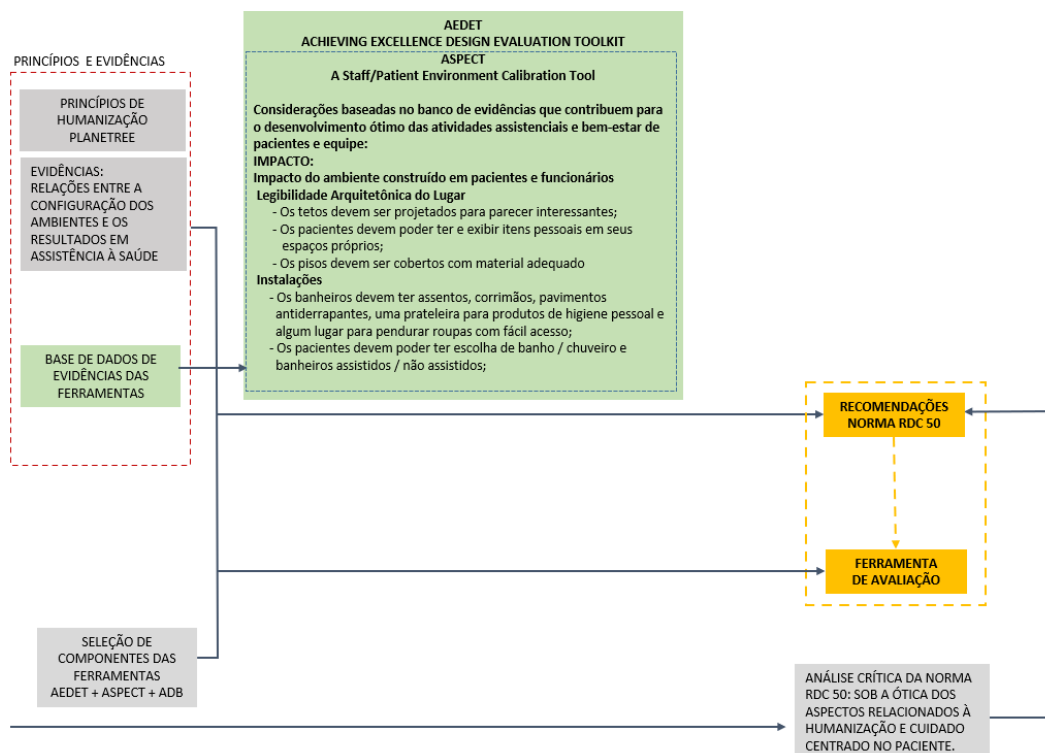 PRINCÍPIOS E EVIDÊNCIAS
PRINCÍPIOS DE
HUMANIZAÇÃO
PLANETREE
EVIDÊNCIAS:
RELAÇÕES ENTRE A
CONFIGURAÇÃO DOS
AMBIENTES E OS
RESULTADOS EM
ASSISTÊNCIA À SAÚDE
BASE DE DADOS DE
EVIDÊNCIAS DAS
FERRAMENTAS
AEDET
ACHIEVING EXCELLENCE DESIGN EVALUATION TOOLKIT
ASPECT
A Staff/Patient Environment Calibration Tool
Considerações baseadas no banco de evidências que contribuem para
o desenvolvimento ótimo das atividades assistenciais e bem-estar de
pacientes e equipe:
IMPACTO:
Impacto do ambiente construído em pacientes e funcionários
Legibilidade Arquitetônica do Lugar
- Os tetos devem ser projetados para parecer interessantes;
- Os pacientes devem poder ter e exibir itens pessoais em seus
espaços próprios;
- Os pisos devem ser cobertos com material adequado
Instalações
- Os banheiros devem ter assentos, corrimãos, pavimentos
antiderrapantes, uma prateleira para produtos de higiene pessoal e
algum lugar para pendurar roupas com fácil acesso;
- Os pacientes devem poder ter escolha de banho / chuveiro e
banheiros assistidos / não assistidos;
RECOMENDAÇÕES
NORMA RDC 50
FERRAMENTA
DE AVALIAÇÃO
SELEÇÃO DE
COMPONENTES DAS
FERRAMENTAS
AEDET + ASPECT + ADB
ANÁLISE CRÍTICA DA NORMA
RDC 50: SOB A ÓTICA DOS
ASPECTOS RELACIONADOS À
HUMANIZAÇÃO E CUIDADO
CENTRADO NO PACIENTE.